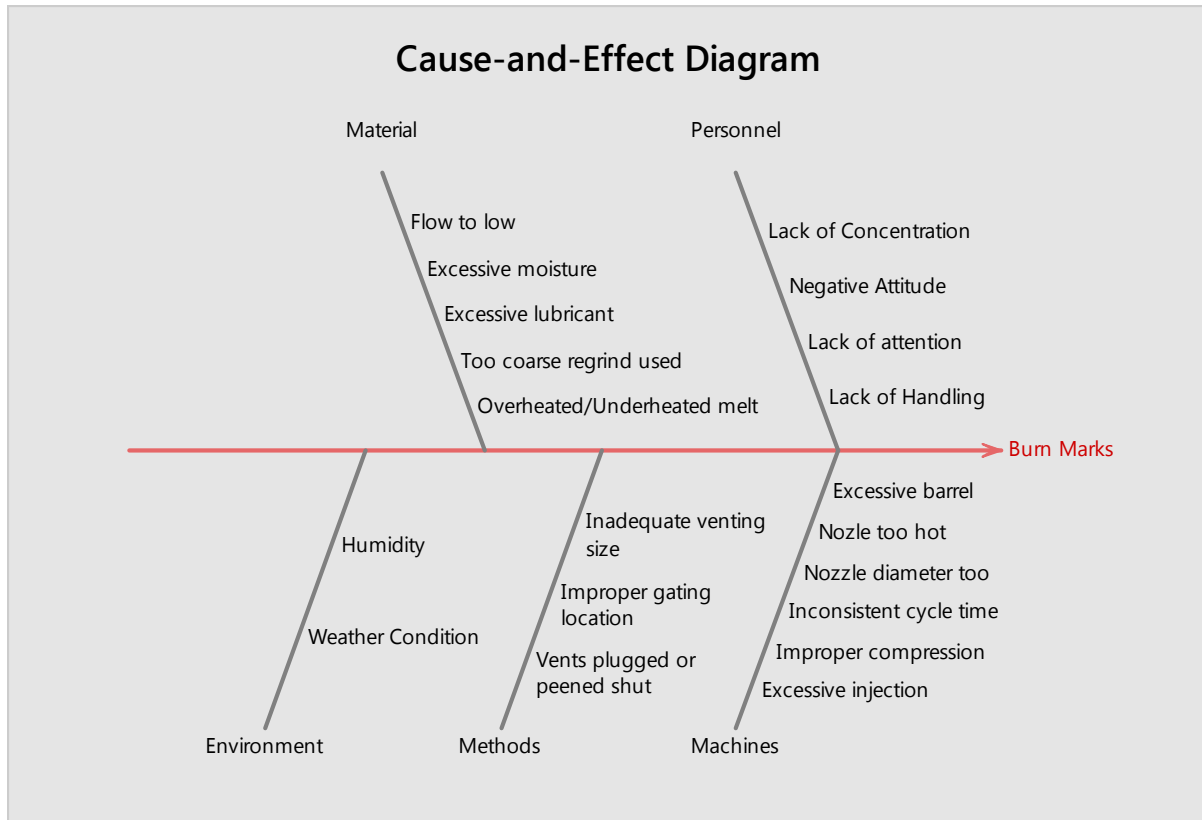 Cause-and-Effect Diagram
Material
Personnel
Flow to low
Excessive moisture
Excessive lubricant
Too coarse regrind used
Overheated/Underheated melt
Lack of Concentration
Negative Attitude
Lack of attention
Lack of Handling
Burn Marks
Humidity
Weather Condition
Inadequate venting
size
Improper gating
location
Vents plugged or
peened shut
Excessive barrel
Nozle too hot
Nozzle diameter too
Inconsistent cycle time
Improper compression
Excessive injection
Environment
Methods
Machines